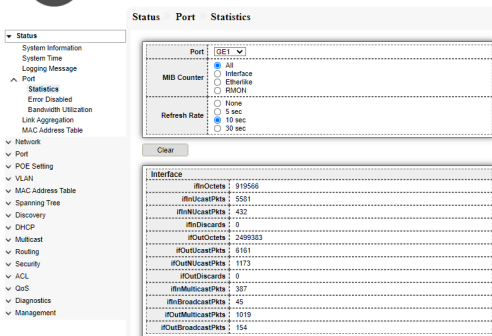 Status Port Statistics
Status
System Information
System Time
Logging Message
Port
Statistics
Error Disabled
Bandwidth Utilization
Link Aggregation
MAC Address Table
Network
Port
POE Setting
VLAN
MAC Address Table
Spanning Tree
Discovery
DHCP
Multicast
Routing
Security
ACL
QoS
Diagnostics
Management
Port GE1
MIB Counter
All
Interface
Etherlike
RMON
Refresh Rate
None
5 sec
10 sec
30 sec
Clear
Interface
ifInOctets 919566
ifInUcastPkts 5581
ifInNUcastPkts 432
ifInDiscards 0
ifOutOctets 2499383
ifOutUcastPkts 6161
ifOutNUcastPkts 1173
ifOutDiscards 0
ifInMulticastPkts 387
ifInBroadcastPkts 45
ifOutMulticastPkts 1019
ifOutBroadcastPkts 154